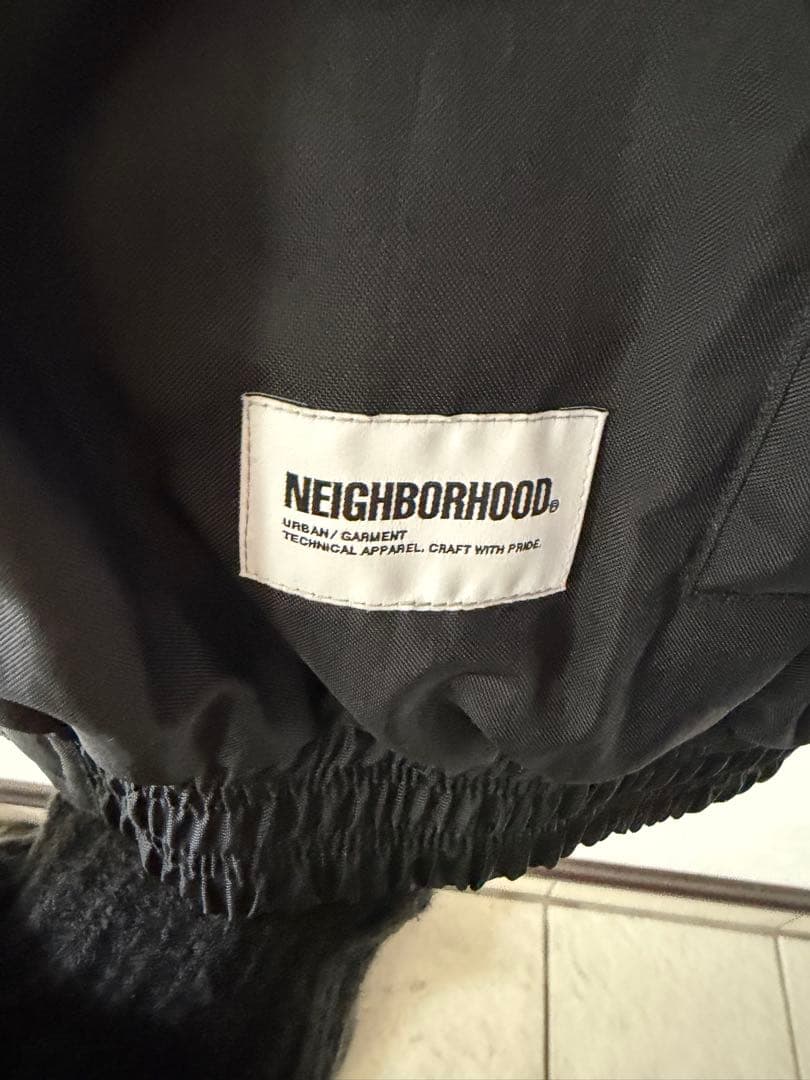 NEIGHBORHOOD®
URBAN/ GARMENT
TECHNICAL APPAREL. CRAFT WITH PRIDE.